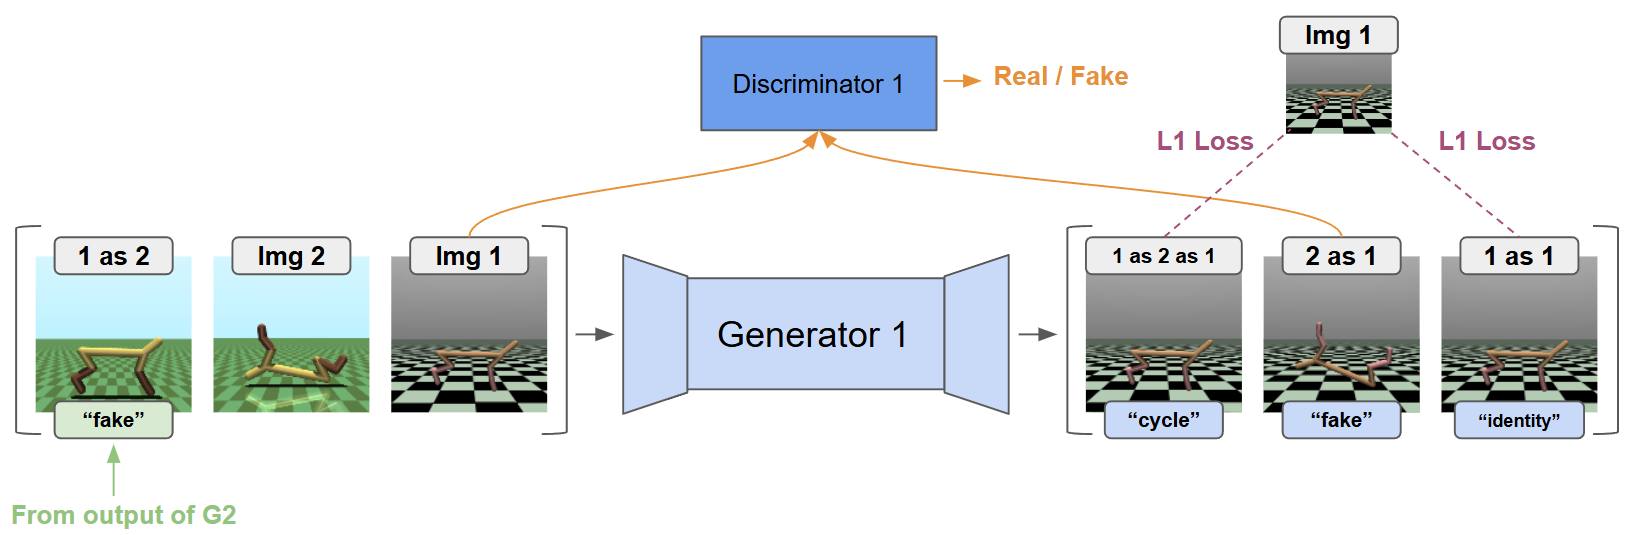 Img 1
Discriminator 1
Real / Fake
L1 Loss
L1 Loss
1 as 2
Img 2
Img 1
1 as 2 as 1
2 as 1
1 as 1
Generator 1
“fake”
“cycle”
“fake”
“identity”
From output of G2